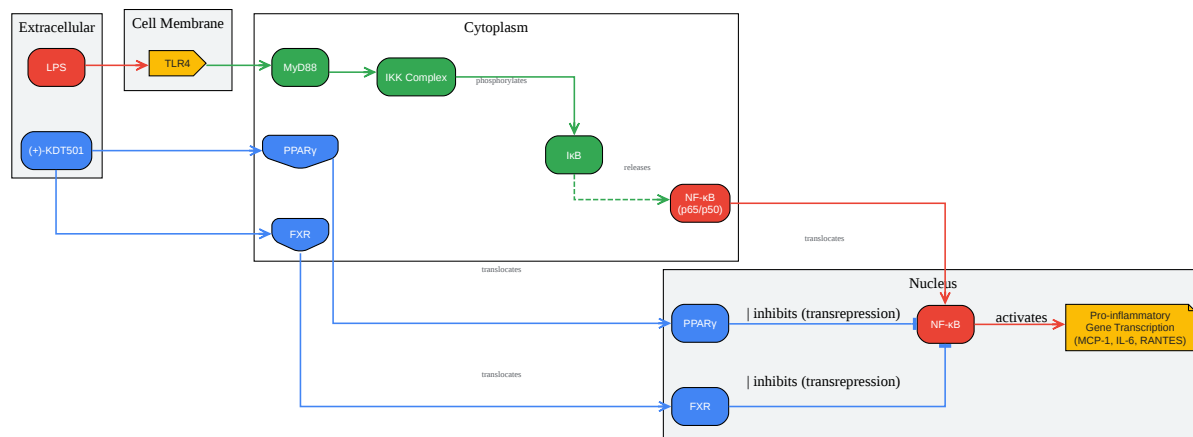 Extracellular
Cell Membrane
Cytoplasm
LPS
TLR4
MyD88
IKK Complex
phosphorylates
(+)-KDT501
PPARγ
IκB
releases
NF-κB
(p65/p50)
FXR
translocates
translocates
Nucleus
PPARγ
| inhibits (transrepression)
NF-κB
activates
Pro-inflammatory
Gene Transcription
(MCP-1, IL-6, RANTES)
translocates
| inhibits (transrepression)
FXR